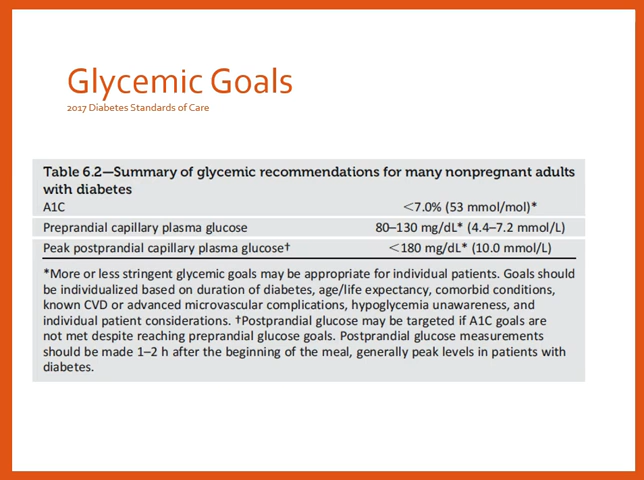 Glycemic Goals
2017 Diabetes Standards of Care
Table 6.2—Summary of glycemic recommendations for many nonpregnant adults
with diabetes
A1C <7.0% (53 mmol/mol)*
Preprandial capillary plasma glucose 80–130 mg/dL* (4.4–7.2 mmol/L)
Peak postprandial capillary plasma glucose† <180 mg/dL* (10.0 mmol/L)
*More or less stringent glycemic goals may be appropriate for individual patients. Goals should
be individualized based on duration of diabetes, age/life expectancy, comorbid conditions,
known CVD or advanced microvascular complications, hypoglycemia unawareness, and
individual patient considerations. †Postprandial glucose may be targeted if A1C goals are
not met despite reaching preprandial glucose goals. Postprandial glucose measurements
should be made 1–2 h after the beginning of the meal, generally peak levels in patients with
diabetes.